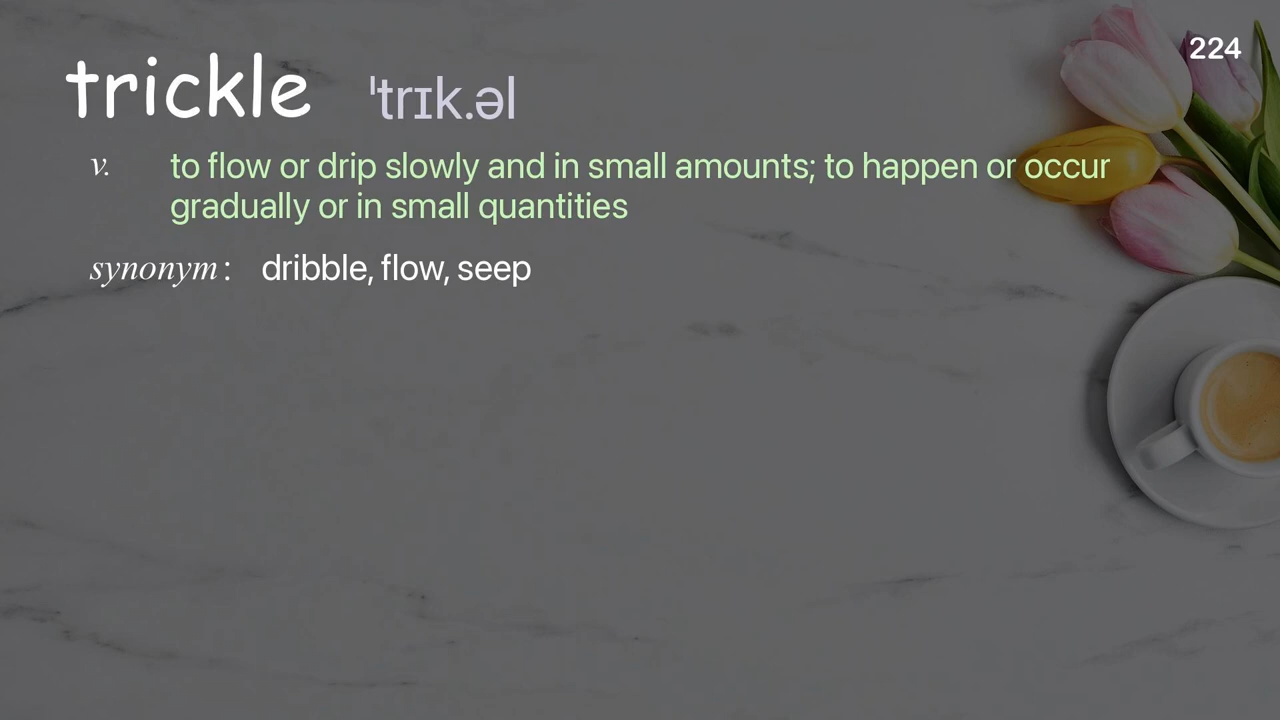 224
trickle ˈtrɪk.əl
v. to flow or drip slowly and in small amounts; to happen or occur
gradually or in small quantities
synonym : dribble, flow, seep